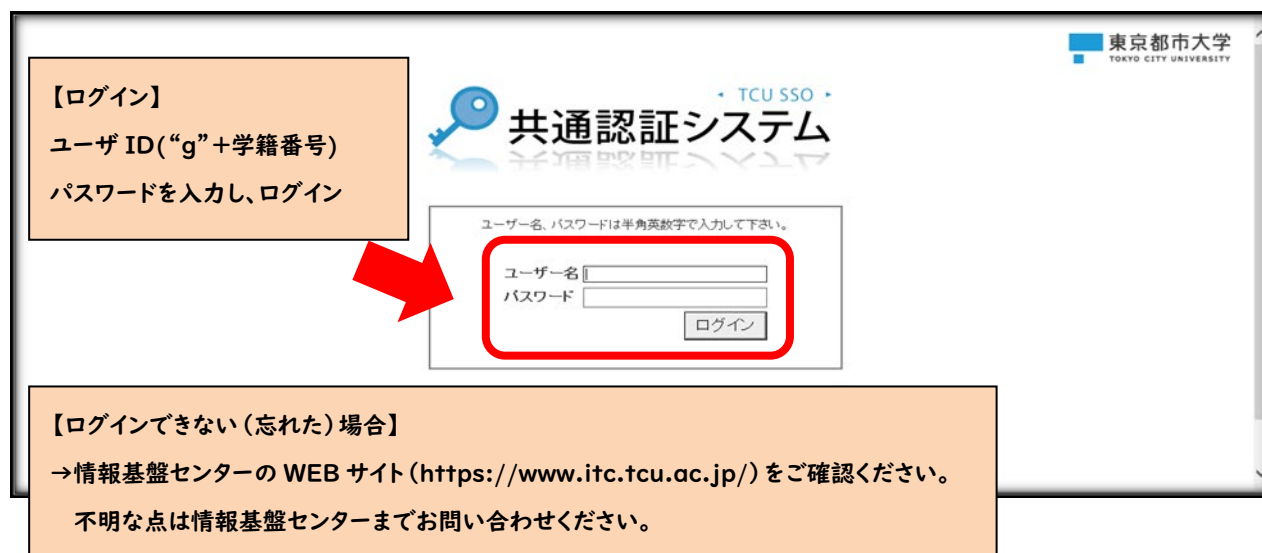 東京都市大学
TOKYO CITY UNIVERSITY
【ログイン】
ユーザ ID(“g”+学籍番号)
パスワードを入力し、ログイン
・ TCU SSO ・
共通認証システム
ユーザー名、パスワードは半角英数字で入力して下さい。
ユーザー名
パスワード
ログイン
【ログインできない(忘れた)場合】
→情報基盤センターの WEB サイト(https://www.itc.tcu.ac.jp/)をご確認ください。
不明な点は情報基盤センターまでお問い合わせください。